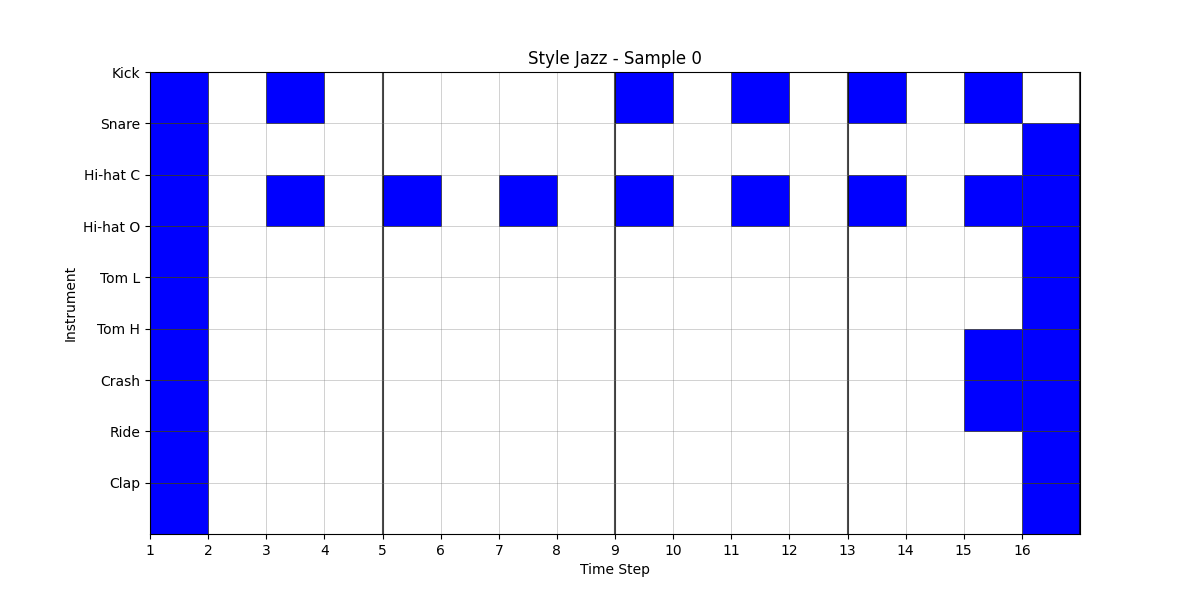 Style Jazz - Sample 0
Kick
Snare
Hi-hat C
Hi-hat O
Tom L
Tom H
Crash
Ride
Clap
Instrument
1 2 3 4 5 6 7 8 9 10 11 12 13 14 15 16
Time Step